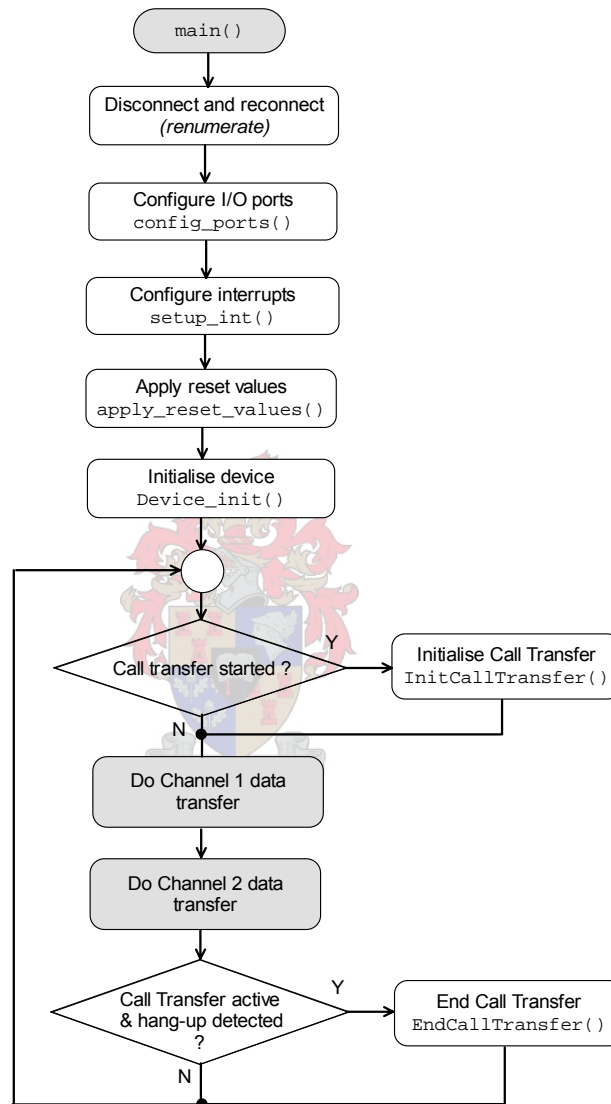 main()
Disconnect and reconnect
(renumerate)
Configure I/O ports
config_ports()
Configure interrupts
setup_int()
Apply reset values
apply_reset_values()
Initialise device
Device_init()
Call transfer started ?
Y
Initialise Call Transfer
InitCallTransfer()
N
Do Channel 1 data
transfer
Do Channel 2 data
transfer
Call Transfer active
& hang-up detected
?
Y
End Call Transfer
EndCallTransfer()
N